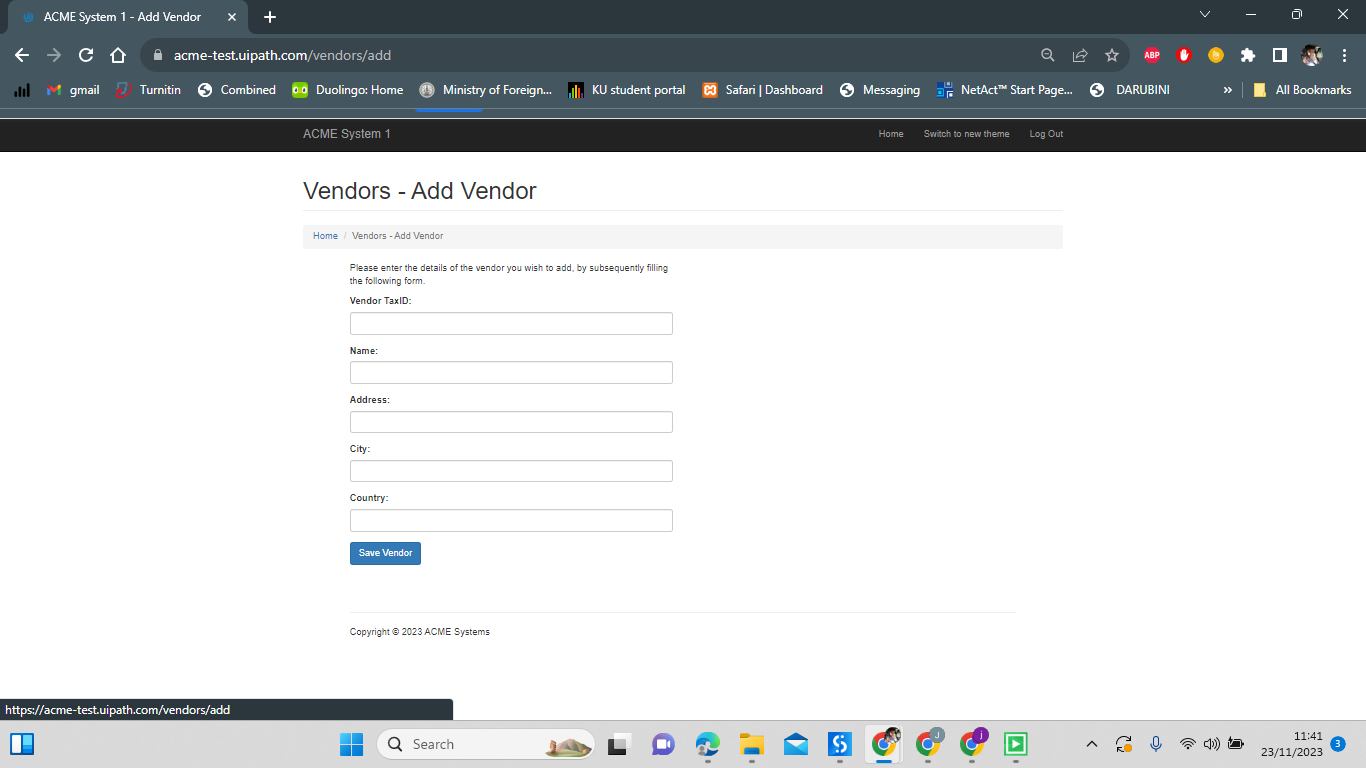 ACME System 1 - Add Vendor
acme-test.uipath.com/vendors/add
ABP
gmail Turnitin Combined Duolingo: Home Ministry of Foreign... KU student portal Safari | Dashboard Messaging NetAct™ Start Page... DARUBINI » All Bookmarks
ACME System 1 Home Switch to new theme Log Out
Vendors - Add Vendor
Home / Vendors - Add Vendor
Please enter the details of the vendor you wish to add, by subsequently filling
the following form.
Vendor TaxID:
Name:
Address:
City:
Country:
Save Vendor
Copyright © 2023 ACME Systems
https://acme-test.uipath.com/vendors/add
Search
J
j
11:41
23/11/2023
3